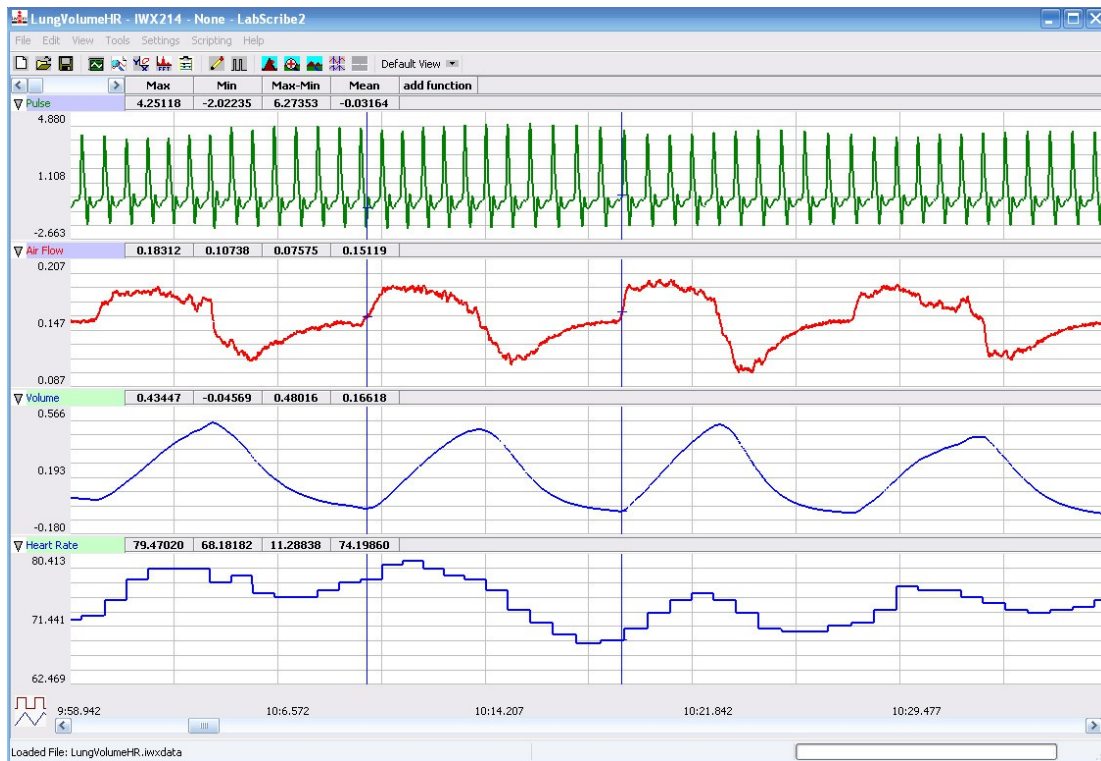 LungVolumeHR - IWX214 - None - LabScribe2
File Edit View Tools Settings Scripting Help
Default View
Max Min Max-Min Mean add function
Pulse 4.25118 -2.02235 6.27353 -0.03164
4.880
1.108
-2.663
Air Flow 0.18312 0.10738 0.07575 0.15119
0.207
0.147
0.087
Volume 0.43447 -0.04569 0.48016 0.16618
0.566
0.193
-0.180
Heart Rate 79.47020 68.18182 11.28838 74.19860
80.413
71.441
62.469
9:58.942 10:6.572 10:14.207 10:21.842 10:29.477
Loaded File: LungVolumeHR.iwxdata